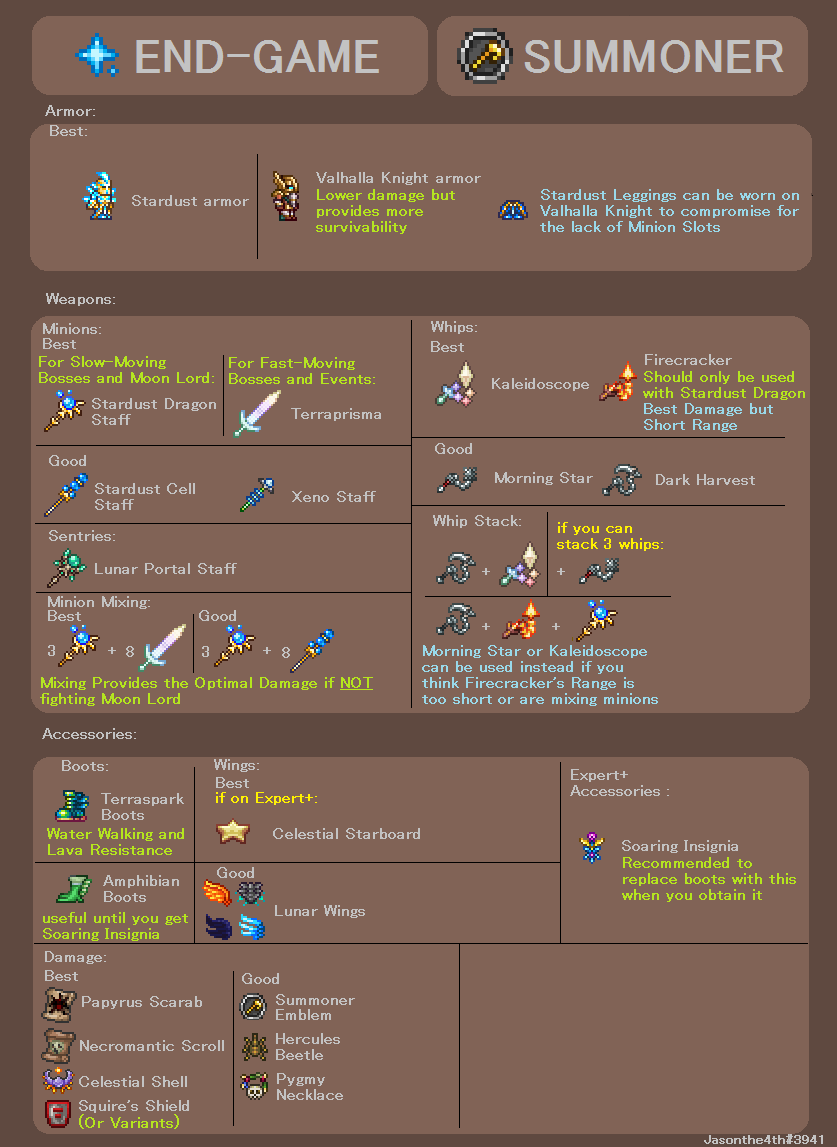 END-GAME
SUMMONER
Armor:
Best:
Stardust armor
Valhalla Knight armor
Lower damage but
provides more
survivability
Stardust Leggings can be worn on
Valhalla Knight to compromise for
the lack of Minion Slots
Weapons:
Minions:
Best
For Slow-Moving
Bosses and Moon Lord:
Stardust Dragon
Staff
For Fast-Moving
Bosses and Events:
Terraprisma
Good
Stardust Cell
Staff
Xeno Staff
Sentries:
Lunar Portal Staff
Minion Mixing:
Best
3 + 8
Good
3 + 8
Mixing Provides the Optimal Damage if NOT
fighting Moon Lord
Whips:
Best
Kaleidoscope
Firecracker
Should only be used
with Stardust Dragon
Best Damage but
Short Range
Good
Morning Star
Dark Harvest
Whip Stack:
+
if you can
stack 3 whips:
+
+ +
Morning Star or Kaleidoscope
can be used instead if you
think Firecracker's Range is
too short or are mixing minions
Accessories:
Boots:
Terraspark
Boots
Water Walking and
Lava Resistance
Amphibian
Boots
useful until you get
Soaring Insignia
Wings:
Best
if on Expert+:
Celestial Starboard
Good
Lunar Wings
Expert+
Accessories :
Soaring Insignia
Recommended to
replace boots with this
when you obtain it
Damage:
Best
Papyrus Scarab
Necromantic Scroll
Celestial Shell
Squire's Shield
(Or Variants)
Good
Summoner
Emblem
Hercules
Beetle
Pygmy
Necklace
Jasonthe4th#3941